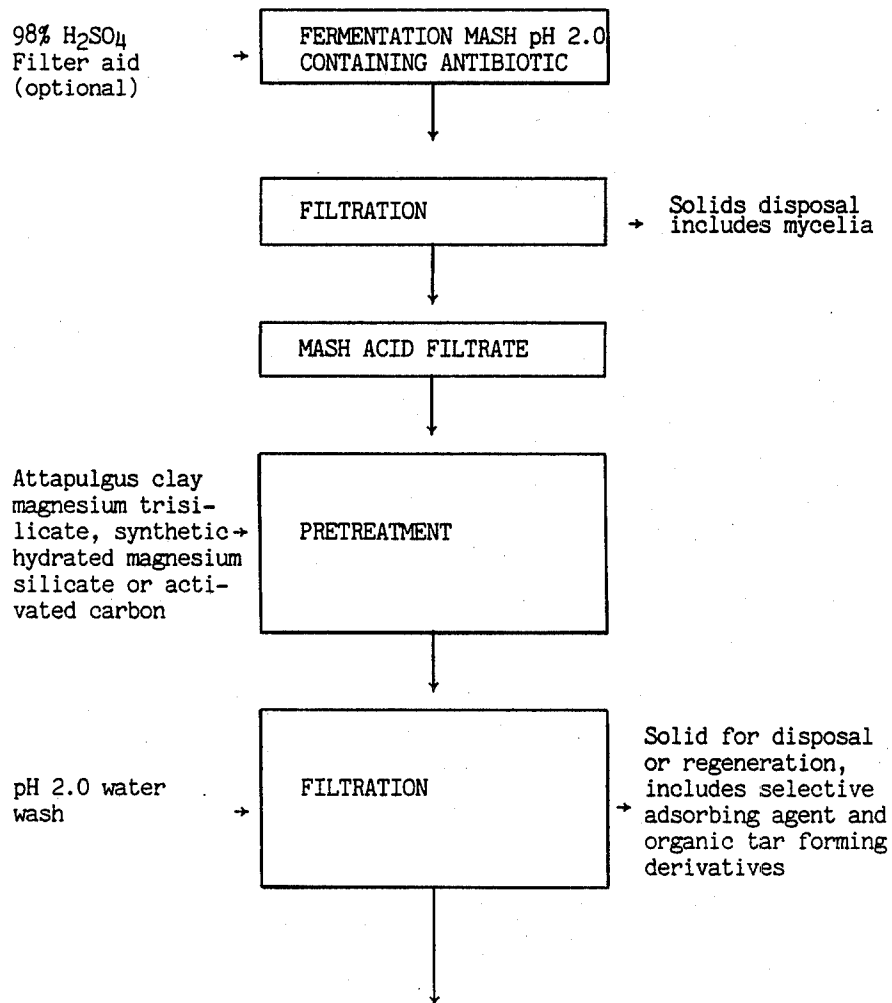 98% H2SO4
Filter aid
(optional)
FERMENTATION MASH pH 2.0
CONTAINING ANTIBIOTIC
FILTRATION
Solids disposal
includes mycelia
MASH ACID FILTRATE
Attapulgus clay
magnesium trisi-
licate, synthetic
hydrated magnesium
silicate or acti-
vated carbon
PRETREATMENT
pH 2.0 water
wash
FILTRATION
Solid for disposal
or regeneration,
includes selective
adsorbing agent and
organic tar forming
derivatives